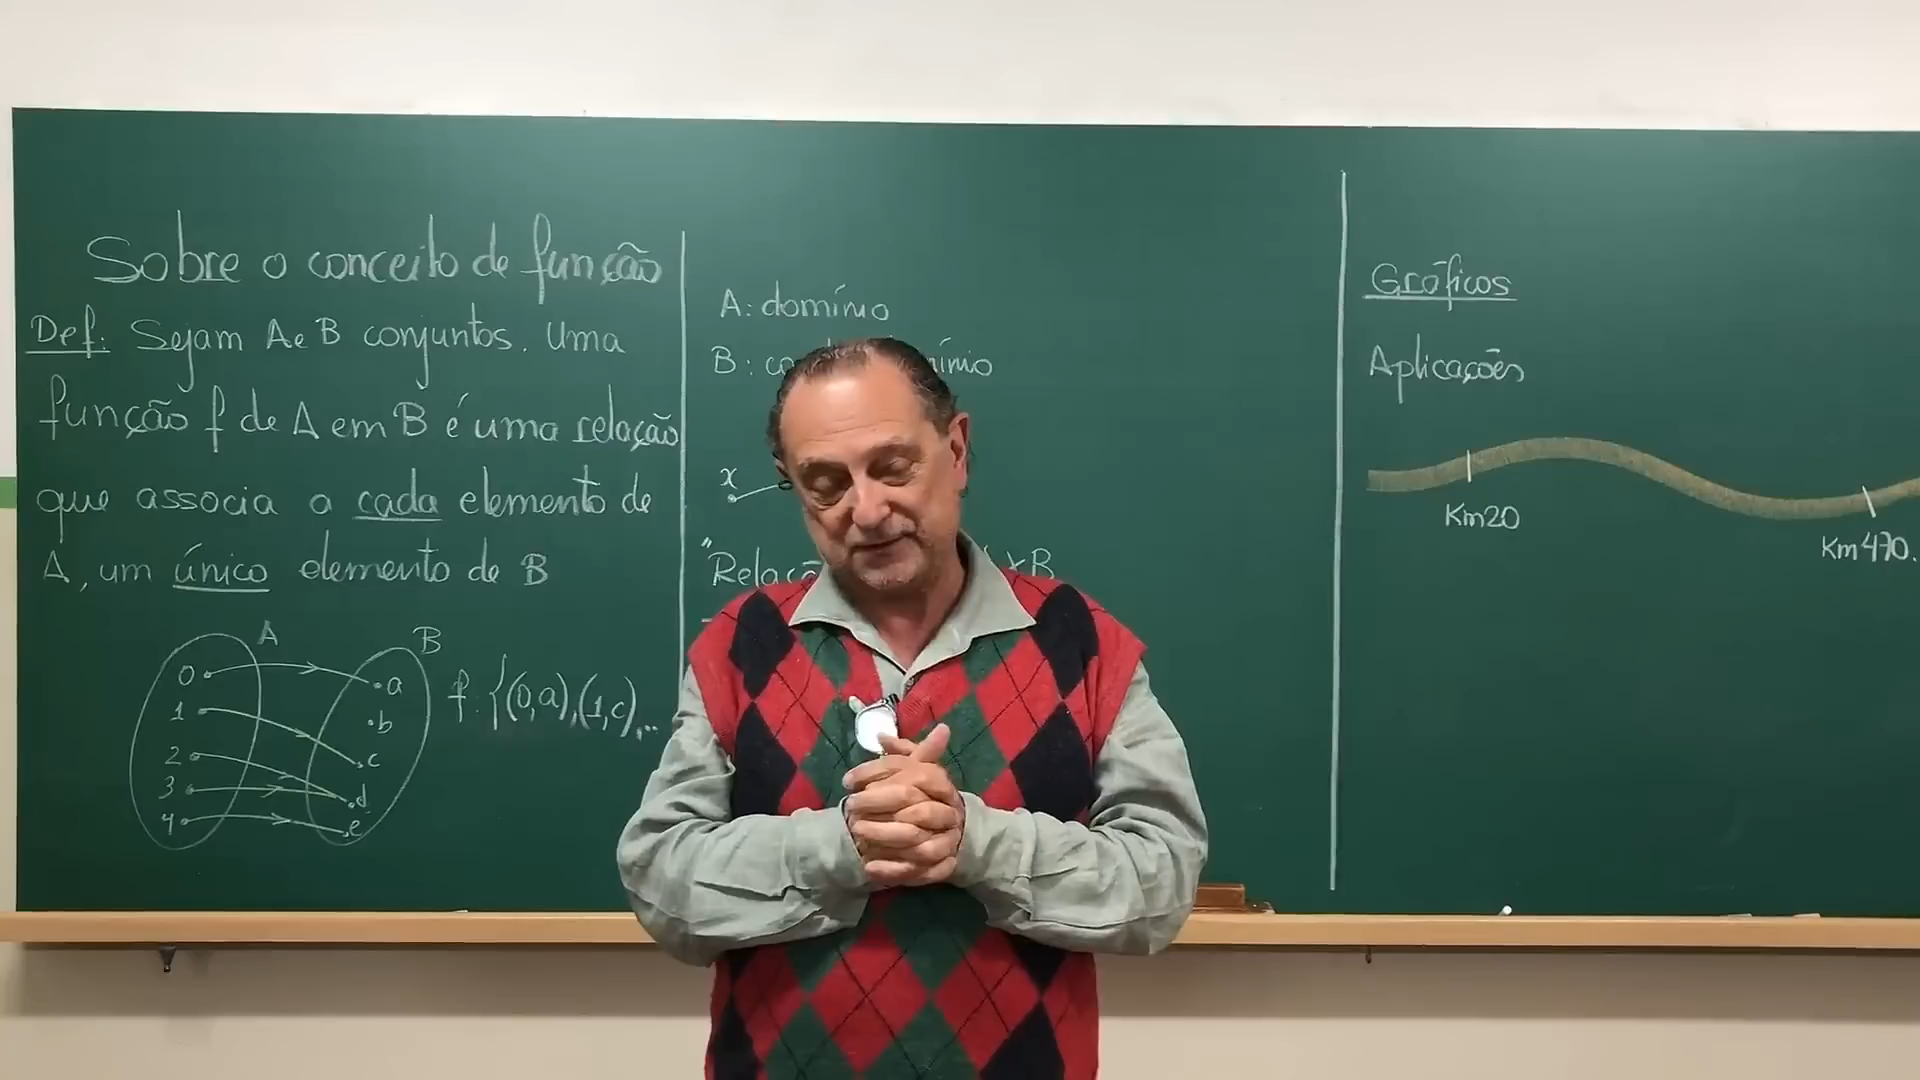 Sobre o conceito de função
Def: Sejam A e B conjuntos. Uma
função f de A em B é uma relação
que associa a cada elemento de
A, um único elemento de B
A
B
0
1
2
3
4
a
b
c
d
e
f: {(0,a),(1,c),...
A: domínio
B:
x
"Relaç
B
Gráficos
Aplicações
Km20
Km470.